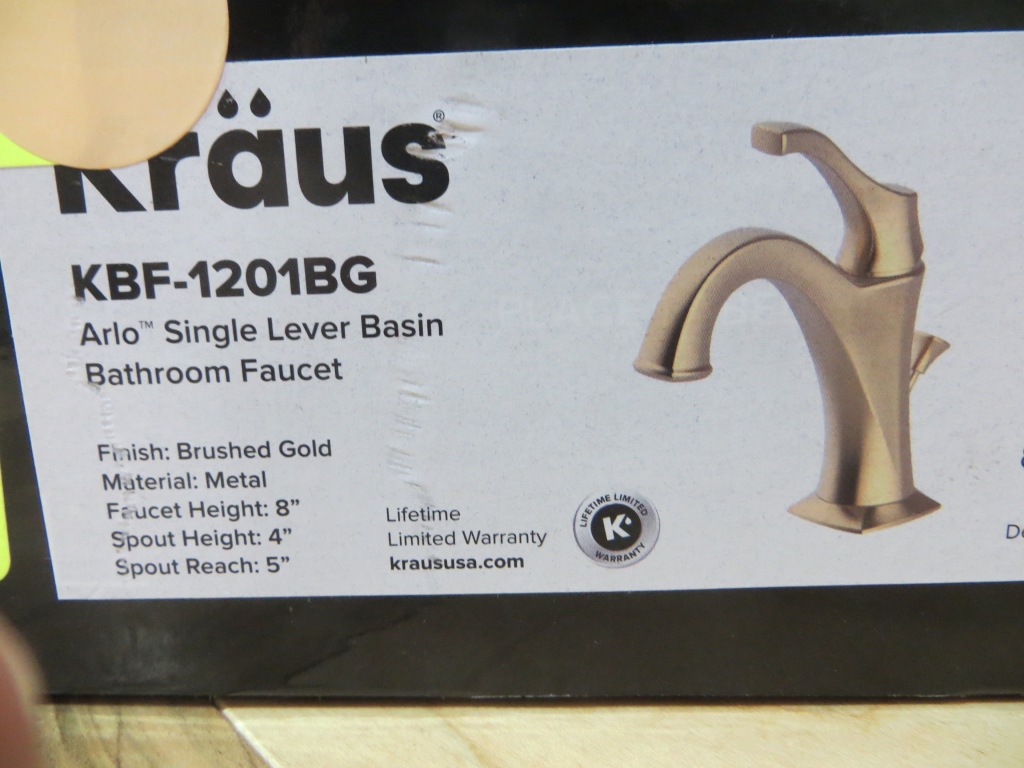 Kräus®
KBF-1201BG
Arlo™ Single Lever Basin
Bathroom Faucet
Finish: Brushed Gold
Material: Metal
Faucet Height: 8”
Spout Height: 4”
Spout Reach: 5”
Lifetime
Limited Warranty
kraususa.com
LIFETIME LIMITED
K
WARRANTY